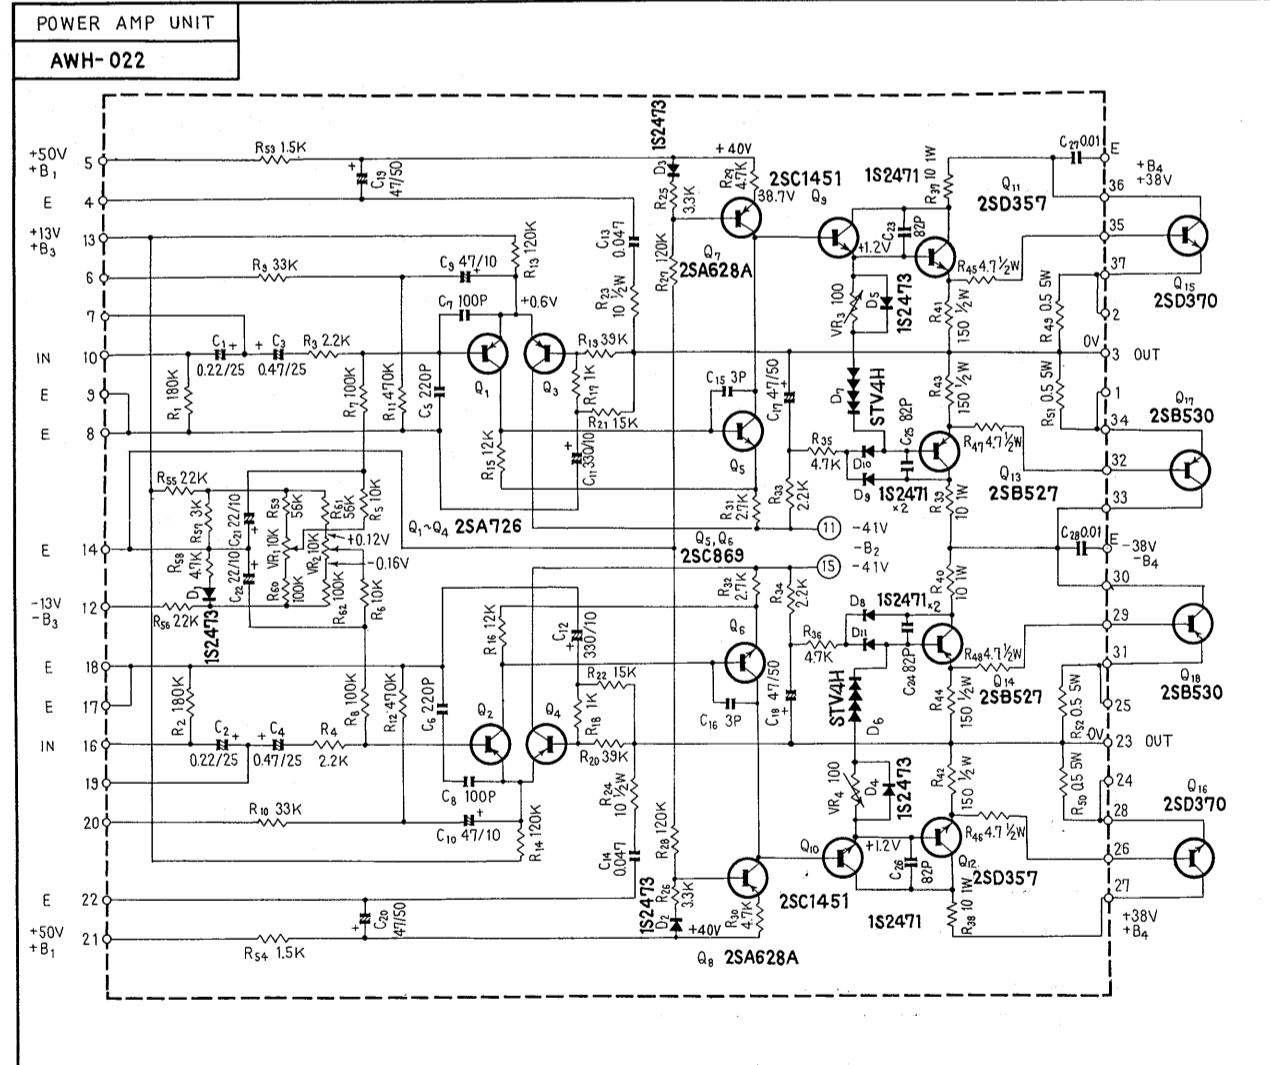 POWER AMP UNIT
AWH-022
+50V
+B1
5
R53 1.5K
C19
47/50
1S2473
D3
R25
3.3K
+40V
R29
4.7K
38.7V
2SC1451
Q9
1S2471
R37 10 1W
Q11
2SD357
C27 0.01
E
+B4
+38V
36
E
4
+13V
+B3
13
R13 120K
C13
0.047
R27 120K
Q7
2SA628A
C23
82P
+1.2V
35
6
R9 33K
C9 47/10
R23
10 ½W
VR3 100
D5
1S2473
R45 4.7 ½W
37
Q15
2SD370
7
C7 100P
+0.6V
R41
150 ½W
R49 0.5 5W
2
IN
10
C1 +
0.22/25
+ C3
0.47/25
R3 2.2K
Q1
Q3
R19 39K
0V
3
OUT
E
9
R1 180K
R7 100K
R11 470K
C5 220P
R17 1K
R21 15K
C15 3P
C17 47/50
D7
STV4H
C25 82P
R43
150 ½W
R51 0.5 5W
1
Q17
2SB530
34
E
8
R15 12K
C11 330/10
Q5
R35
4.7K
D10
D9
1S2471
×2
R47 4.7 ½W
Q13
2SB527
32
R55 22K
R57 3K
C21 22/10
R59
56K
R61
56K
R5 10K
Q1~Q4 2SA726
R31
2.7K
R33
2.2K
R39
10 1W
33
11
-41V
-B2
15
-41V
Q5, Q6
2SC869
E
14
R58
4.7K
D1
1S2473
C22 22/10
VR1 10K
VR2 10K
+0.12V
-0.16V
C28 0.01
E
-38V
-B4
R60
100K
R62
100K
R6 10K
R32
2.7K
R34
2.2K
R40
10 1W
30
-13V
-B3
12
R56 22K
R16 12K
C12
330/10
Q6
D8
1S2471×2
D11
R36
4.7K
C24 82P
29
E
18
R2 180K
R8 100K
R12 470K
C6 220P
R22 15K
R18 1K
C16 3P
C18 47/50
STV4H
D6
R48 4.7 ½W
Q14
2SB527
R44
150 ½W
31
Q18
2SB530
E
17
25
R52 0.5 5W
IN
16
C2 +
0.22/25
C4
0.47/25
R4
2.2K
Q2
Q4
R20 39K
0V
23
OUT
19
C8 100P
R24
10 ½W
VR4 100
D4
1S2473
R42
150 ½W
R50 0.5 5W
24
28
Q16
2SD370
20
R10 33K
C10 47/10
R14 120K
C14
0.047
R28 120K
Q10
+1.2V
C26
82P
Q12
2SD357
R46 4.7 ½W
26
E
22
C20
47/50
1S2473
D2
R26
3.3K
+40V
R30
4.7K
2SC1451
1S2471
R38 10 1W
27
+38V
+B4
+50V
+B1
21
R54 1.5K
Q8 2SA628A